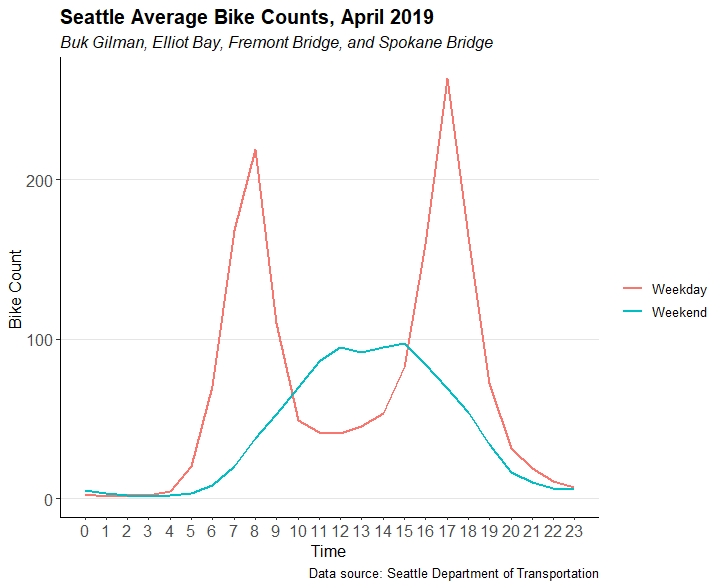 Seattle Average Bike Counts, April 2019
Buk Gilman, Elliot Bay, Fremont Bridge, and Spokane Bridge
200
100
0
Bike Count
Weekday
Weekend
0 1 2 3 4 5 6 7 8 9 10 11 12 13 14 15 16 17 18 19 20 21 22 23
Time
Data source: Seattle Department of Transportation